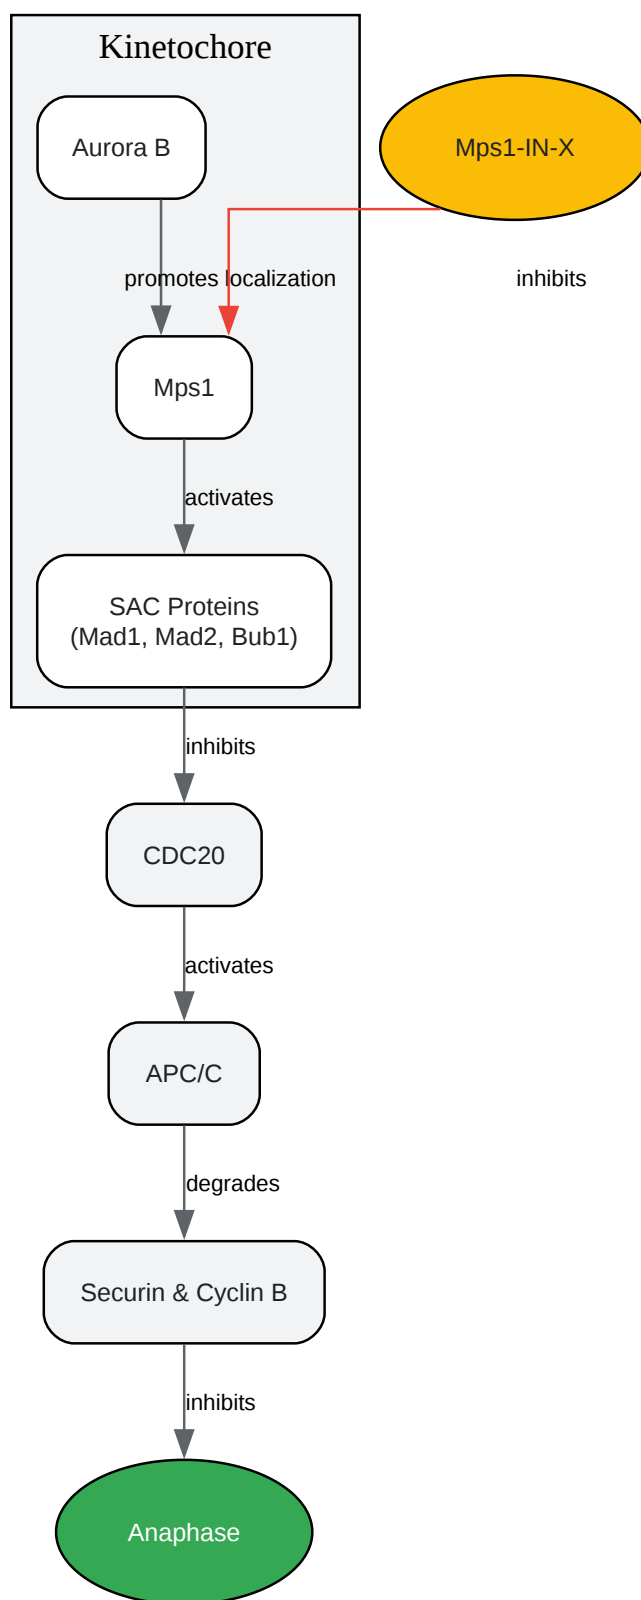 Kinetochore
Aurora B
Mps1-IN-X
promotes localization
inhibits
Mps1
activates
SAC Proteins
(Mad1, Mad2, Bub1)
inhibits
CDC20
activates
APC/C
degrades
Securin & Cyclin B
inhibits
Anaphase